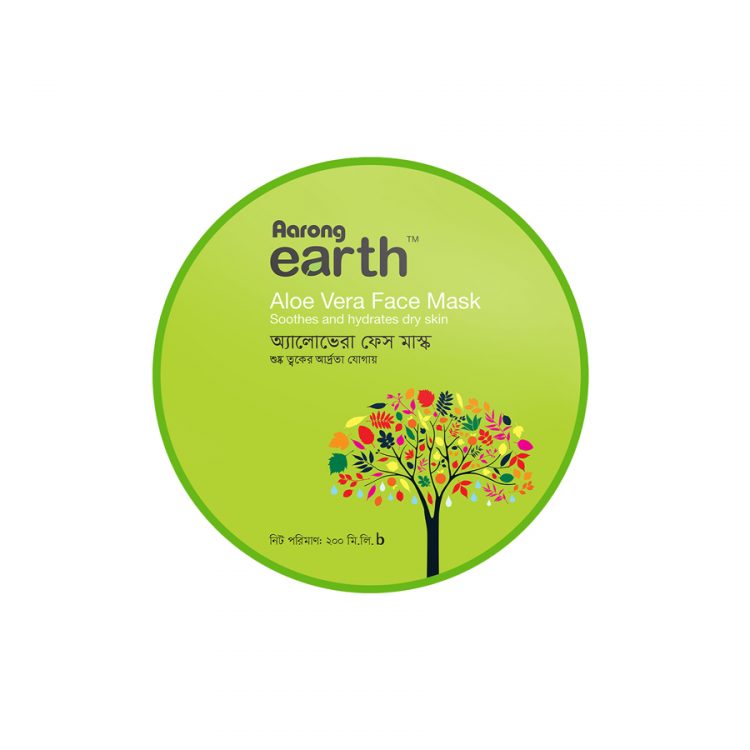 Aarong
earth™
Aloe Vera Face Mask
Soothes and hydrates dry skin
অ্যালোভেরা ফেস মাস্ক
শুষ্ক ত্বকের আর্দ্রতা যোগায়
নিট পরিমাণ: ২০০ মি.লি. b